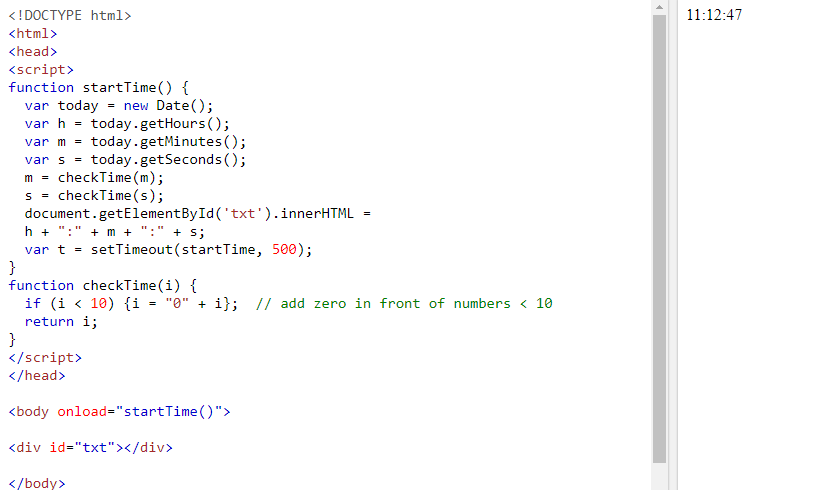 <!DOCTYPE html>
<html>
<head>
<script>
function startTime() {
  var today = new Date();
  var h = today.getHours();
  var m = today.getMinutes();
  var s = today.getSeconds();
  m = checkTime(m);
  s = checkTime(s);
  document.getElementById('txt').innerHTML =
  h + ":" + m + ":" + s;
  var t = setTimeout(startTime, 500);
}
function checkTime(i) {
  if (i < 10) {i = "0" + i};  // add zero in front of numbers < 10
  return i;
}
</script>
</head>
<body onload="startTime()">
<div id="txt"></div>
</body>
11:12:47